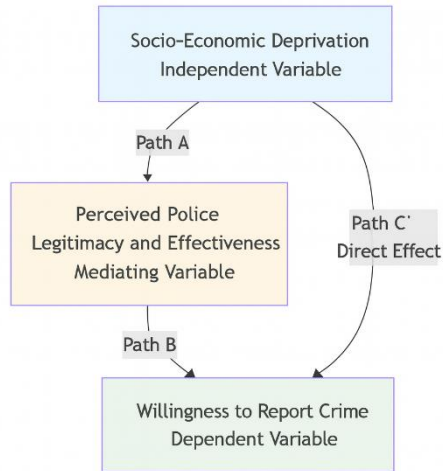 Socio-Economic Deprivation
Independent Variable
Path A
Perceived Police
Legitimacy and Effectiveness
Mediating Variable
Path C'
Direct Effect
Path B
Willingness to Report Crime
Dependent Variable